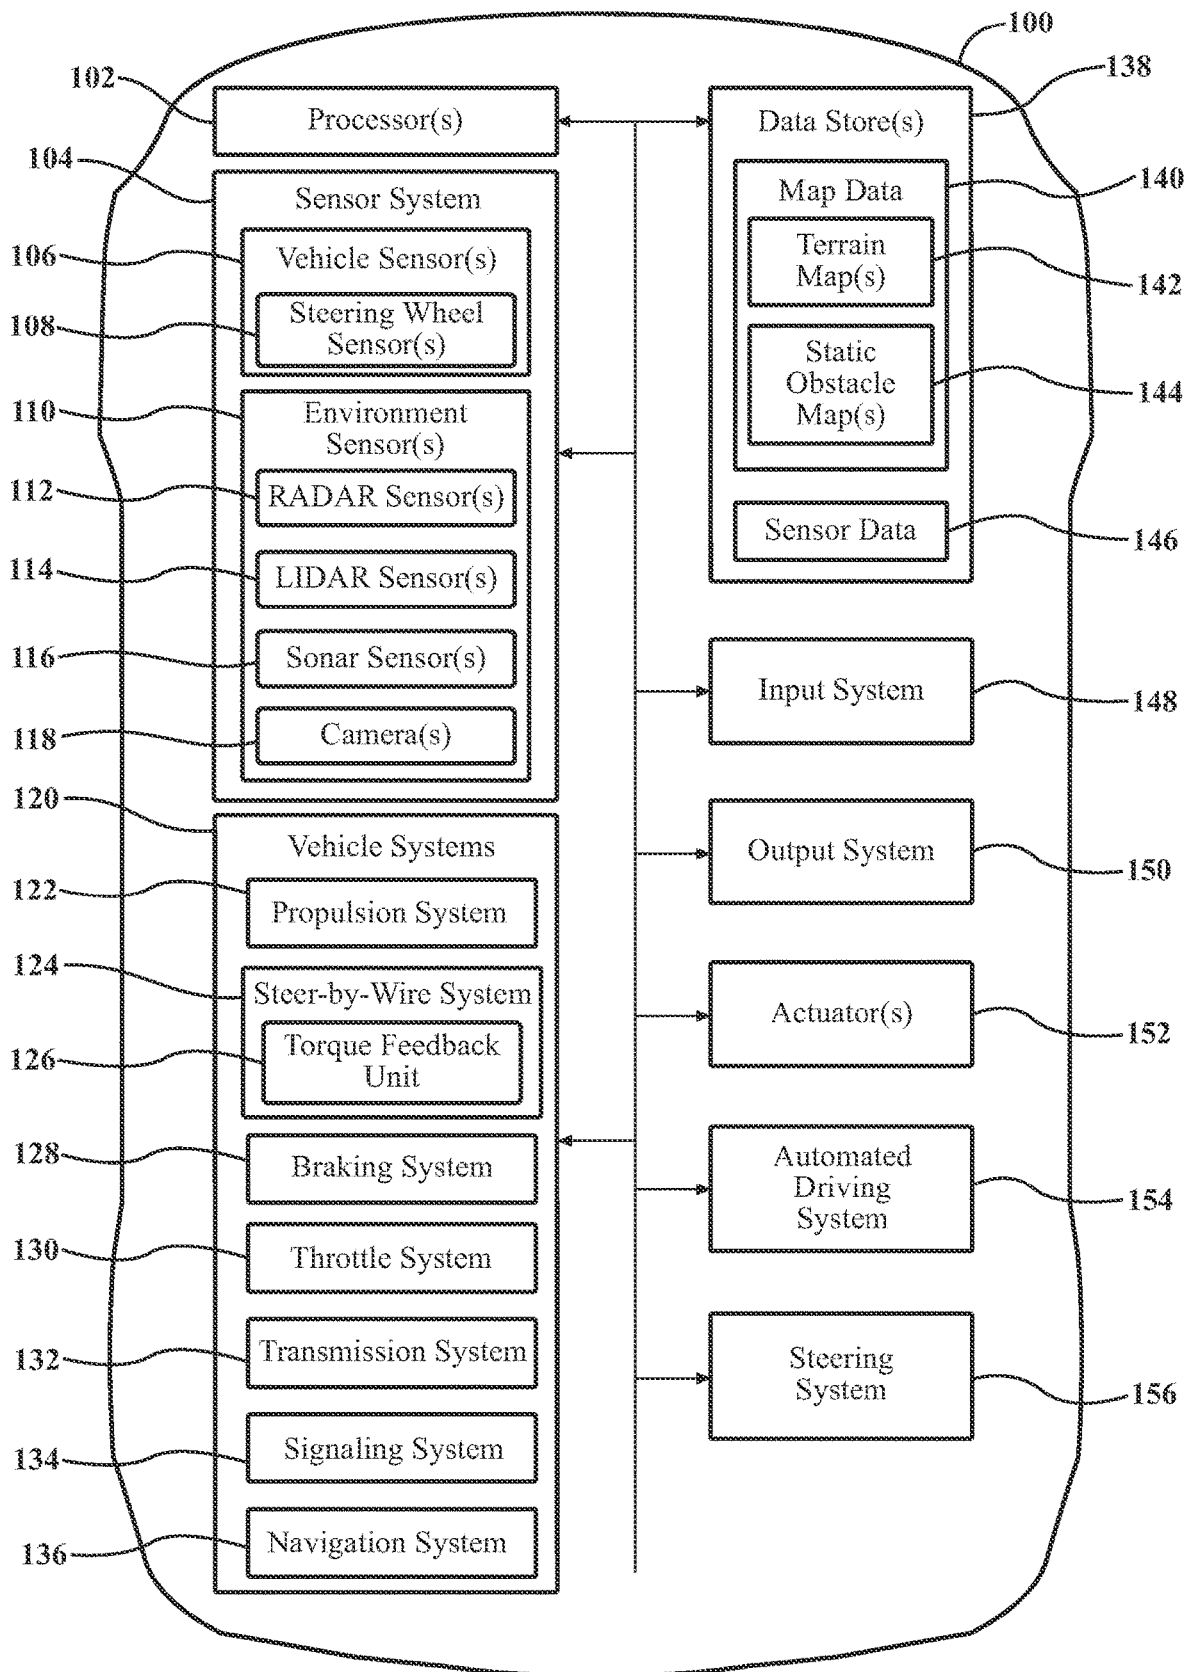 100
102
Processor(s)
104
Sensor System
106
Vehicle Sensor(s)
108
Steering Wheel
Sensor(s)
110
Environment
Sensor(s)
112
RADAR Sensor(s)
114
LIDAR Sensor(s)
116
Sonar Sensor(s)
118
Camera(s)
120
Vehicle Systems
122
Propulsion System
124
Steer-by-Wire System
126
Torque Feedback
Unit
128
Braking System
130
Throttle System
132
Transmission System
134
Signaling System
136
Navigation System
138
Data Store(s)
140
Map Data
Terrain
Map(s)
142
Static
Obstacle
Map(s)
144
Sensor Data
146
Input System
148
Output System
150
Actuator(s)
152
Automated
Driving
System
154
Steering
System
156